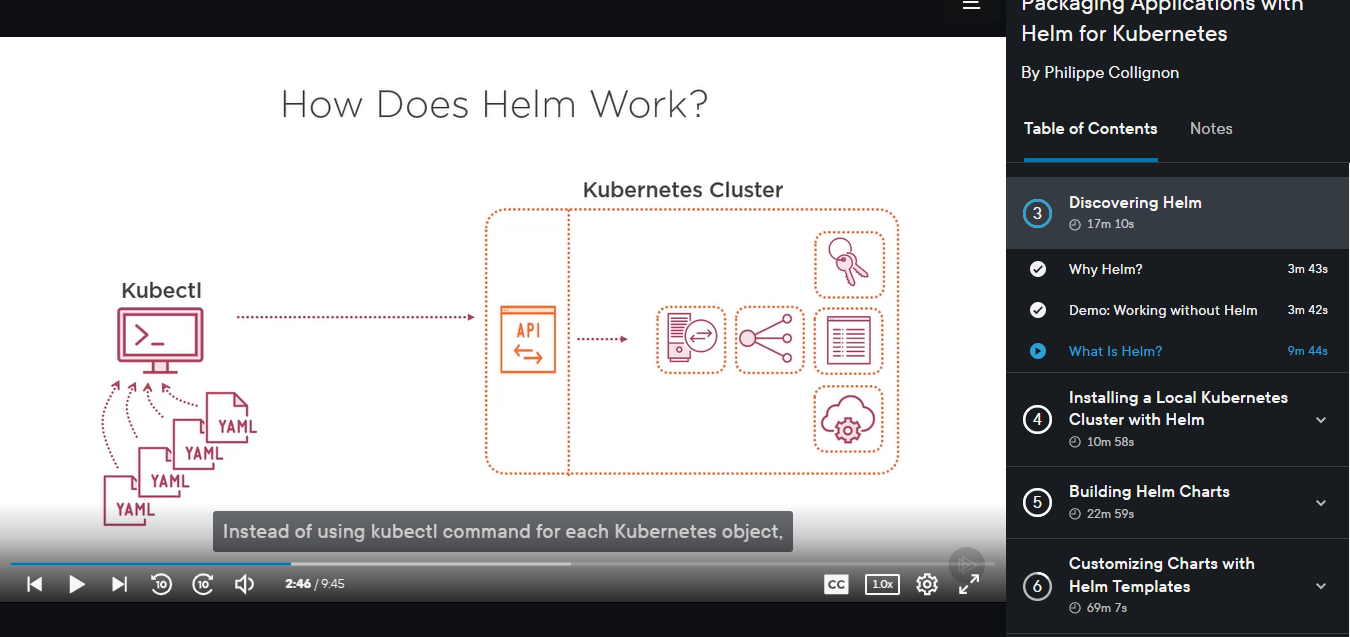 Packaging Applications with
Helm for Kubernetes
By Philippe Collignon
Table of Contents
Notes
How Does Helm Work?
Kubernetes Cluster
Kubectl
API
YAML
YAML
YAML
YAML
Instead of using kubectl command for each Kubernetes object,
10
10
2:46 / 9:45
CC
1.0x
3
Discovering Helm
17m 10s
Why Helm?
3m 43s
Demo: Working without Helm
3m 42s
What Is Helm?
9m 44s
4
Installing a Local Kubernetes
Cluster with Helm
10m 58s
5
Building Helm Charts
22m 59s
6
Customizing Charts with
Helm Templates
69m 7s